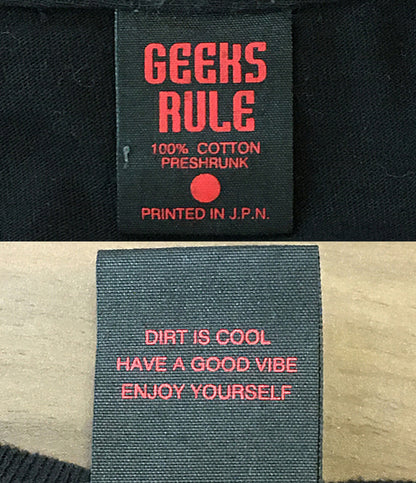 GEEKS
RULE
100% COTTON
PRESHRUNK
PRINTED IN J.P.N.
DIRT IS COOL
HAVE A GOOD VIBE
ENJOY YOURSELF